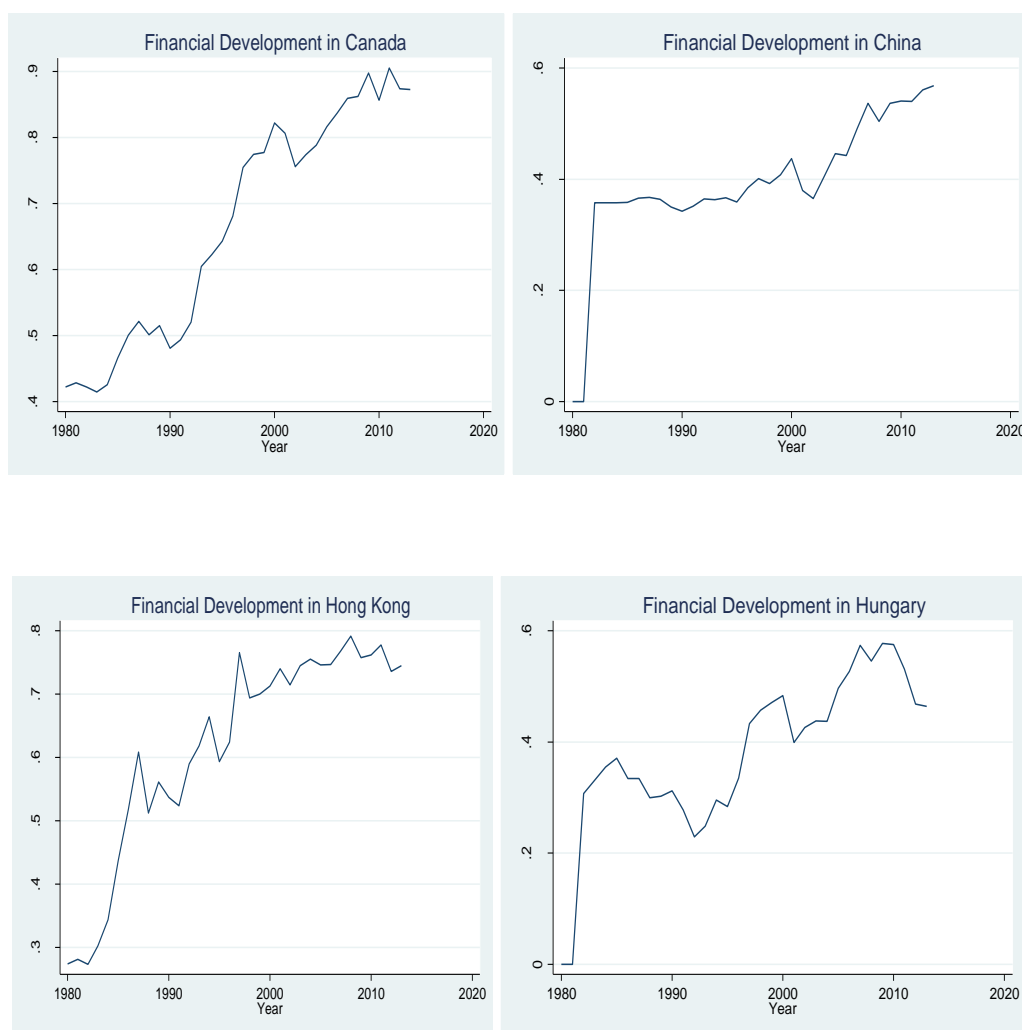 Financial Development in Canada
.9
.8
.7
.6
.5
.4
1980 1990 2000 2010 2020
Year
Financial Development in China
.6
.4
.2
0
1980 1990 2000 2010 2020
Year
Financial Development in Hong Kong
.8
.7
.6
.5
.4
.3
1980 1990 2000 2010 2020
Year
Financial Development in Hungary
.6
.4
.2
0
1980 1990 2000 2010 2020
Year